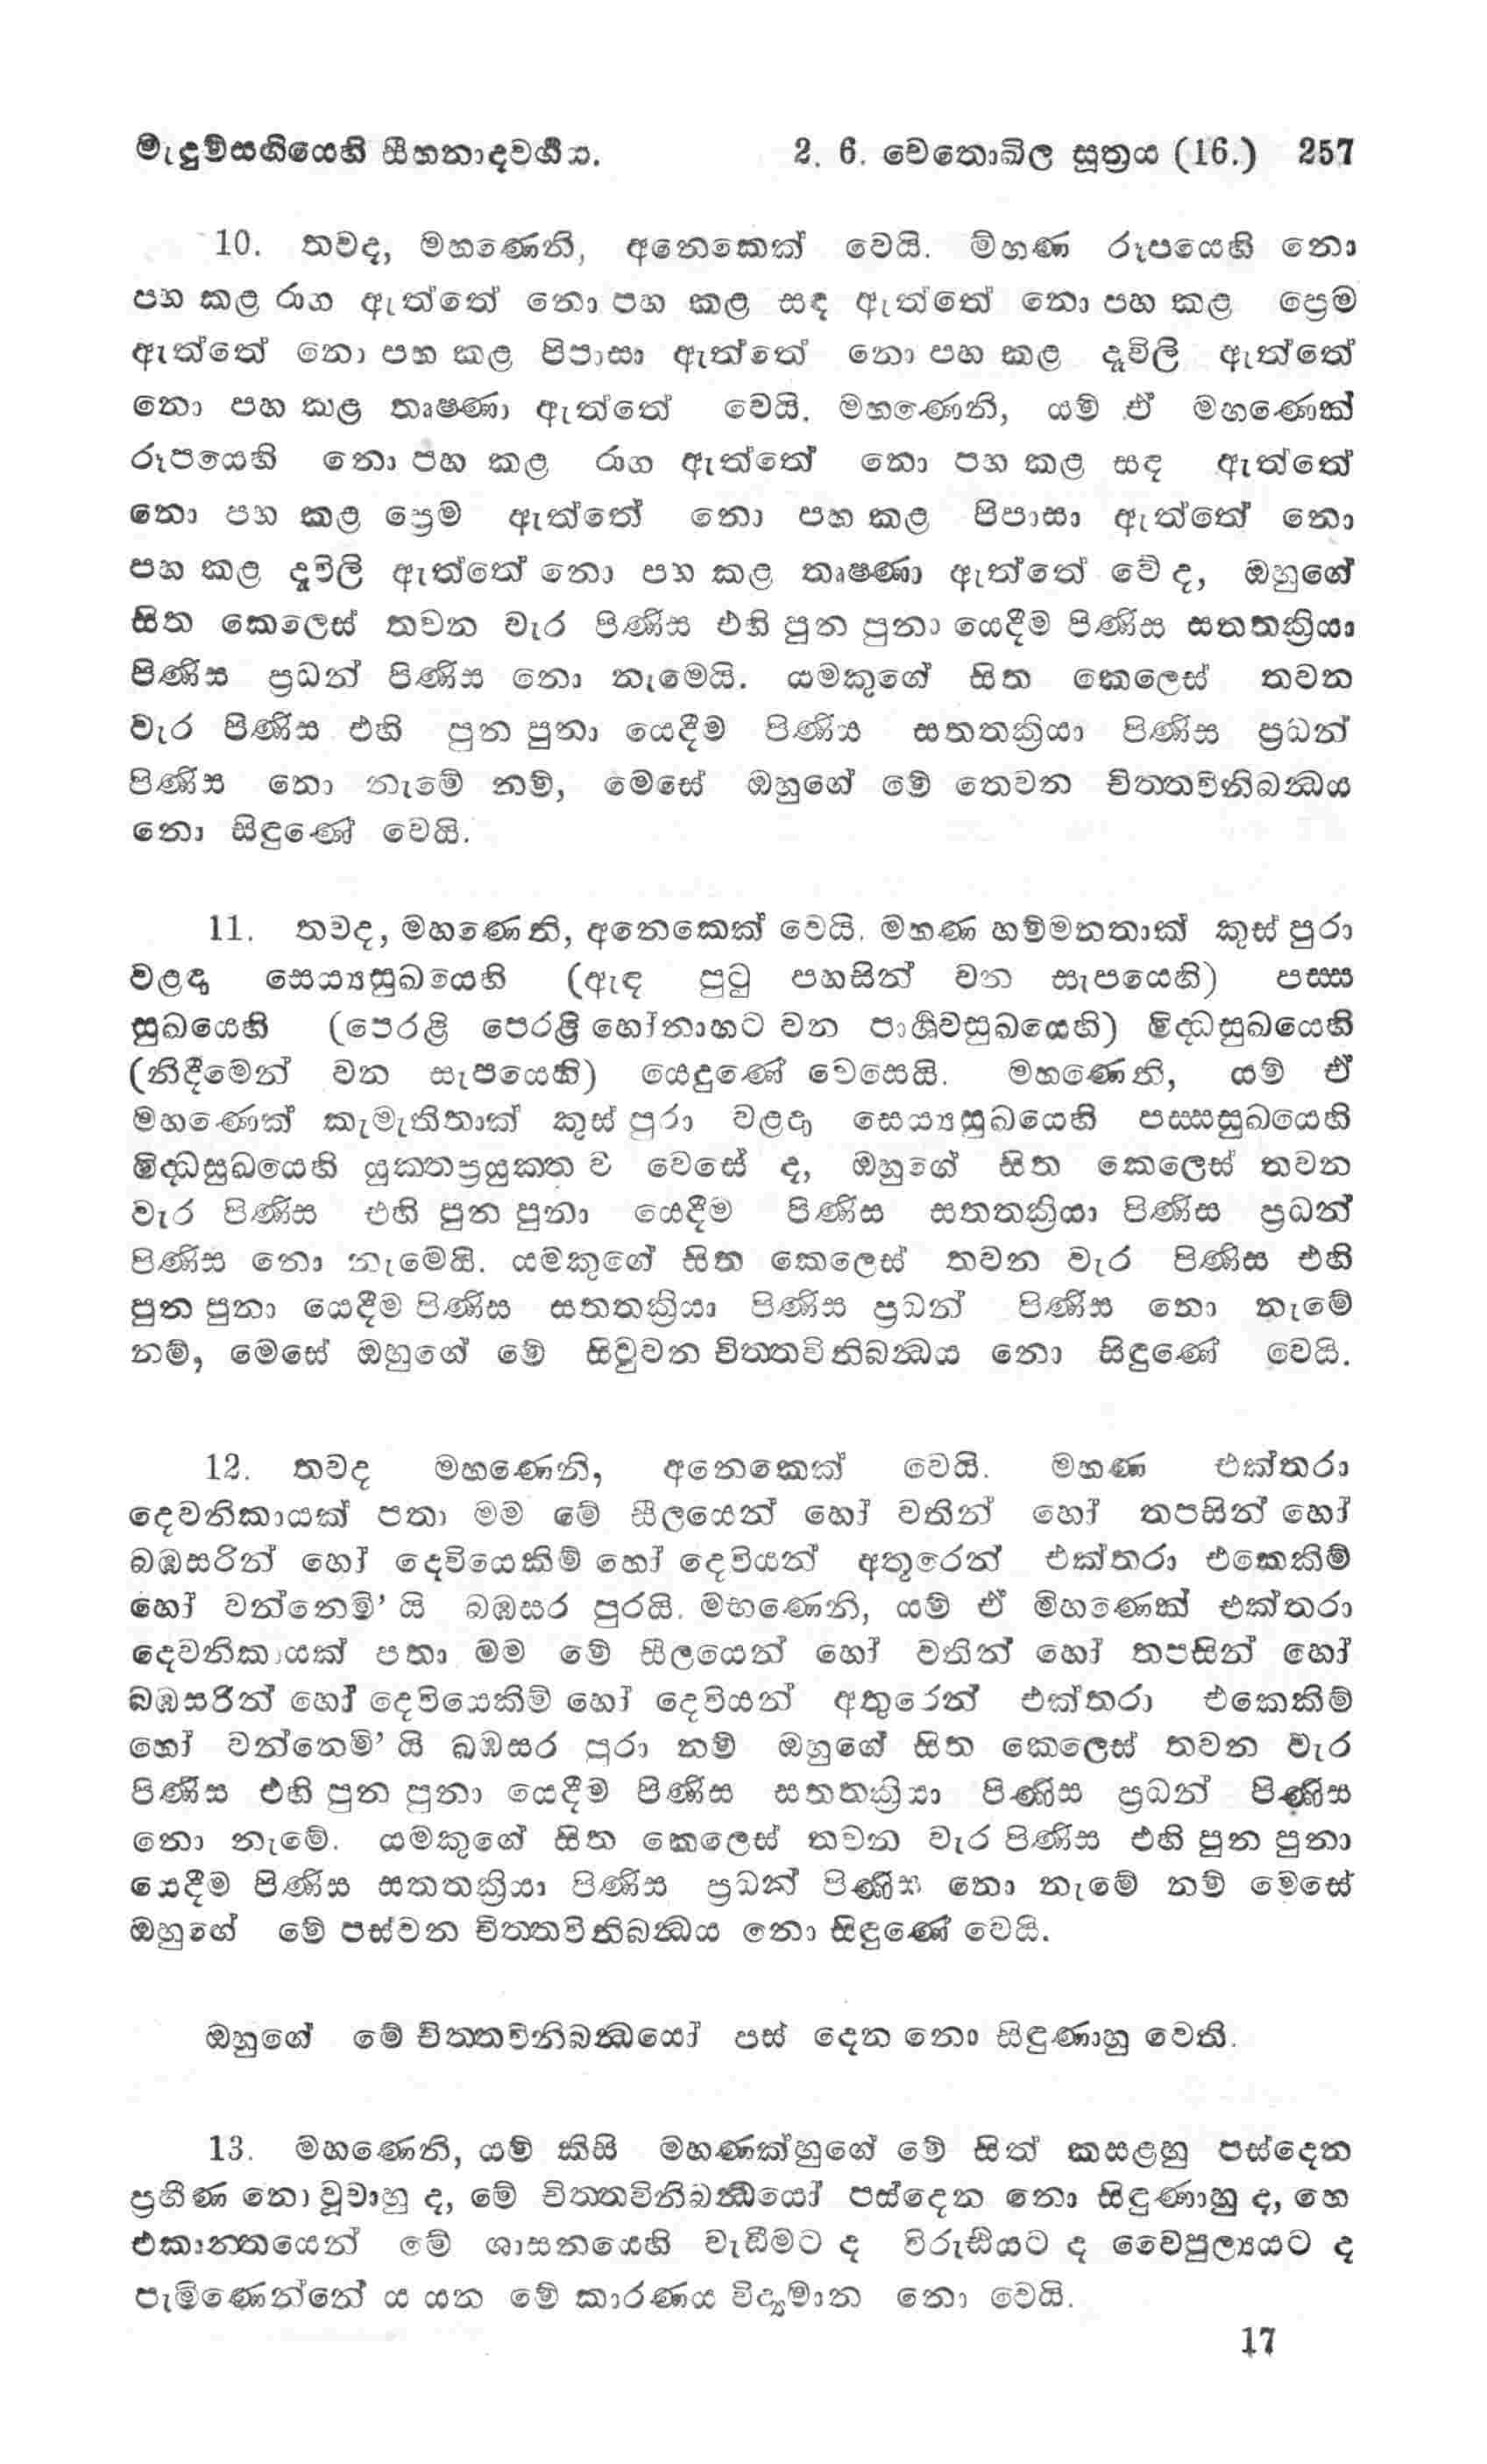 මැදුම්සඟියෙහි සීහනාදවර්‍ගය. 2. 6. චෙතොඛිල සූත්‍රය (16.) 257
10. තවද, මහණෙනි, අනෙකෙක් වෙයි. මහණ රූපයෙහි නො
පහ කළ රාග ඇත්තේ නො පහ කළ සඳ ඇත්තේ නො පහ කළ ප්‍රෙම
ඇත්තේ නො පහ කළ පිපාසා ඇත්තේ නො පහ කළ දැවිලි ඇත්තේ
නො පහ කළ තෘෂණා ඇත්තේ වෙයි. මහණෙනි, යම් ඒ මහණෙක්
රූපයෙහි නො පහ කළ රාග ඇත්තේ නො පහ කළ සඳ ඇත්තේ
නො පහ කළ ප්‍රෙම ඇත්තේ නො පහ කළ පිපාසා ඇත්තේ නො
පහ කළ දැවිලි ඇත්තේ නො පහ කළ තෘෂණා ඇත්තේ වේ ද, ඔහුගේ
සිත කෙලෙස් තවන වැර පිණිස එහි පුන පුනා යෙදීම පිණිස සතතක්‍රියා
පිණිස ප්‍රධන් පිණිස නො නැමෙයි. යමකුගේ සිත කෙලෙස් තවන
වැර පිණිස එහි පුන පුනා යෙදීම පිණිස සතතක්‍රියා පිණිස ප්‍රධන්
පිණිස නො නැමේ නම්, මෙසේ ඔහුගේ මේ තෙවන චිත්තවිනිබන්‍ධය
නො සිඳුණේ වෙයි.
11. තවද, මහණෙනි, අනෙකෙක් වෙයි. මහණ හම්මනතාක් කුස් පුරා
වළඳා සෙය්‍යසුඛයෙහි (ඇඳ පුටු පහසින් වන සැපයෙහි) පස්ස
සුඛයෙහි (පෙරළි පෙරළි හෝනාහට වන පාර්‍ශ්වසුඛයෙහි) මිද්ධසුඛයෙහි
(නිදීමෙන් වන සැපයෙහි) යෙදුණේ වෙසෙයි. මහණෙනි, යම් ඒ
මහණෙක් කැමැතිතාක් කුස් පුරා වළඳා සෙය්‍යසුඛයෙහි පස්සසුඛයෙහි
මිද්ධසුඛයෙහි යුක්තප්‍රයුක්ත ව වෙසේ ද, ඔහුගේ සිත කෙලෙස් තවන
වැර පිණිස එහි පුන පුනා යෙදීම පිණිස සතතක්‍රියා පිණිස ප්‍රධන්
පිණිස නො නැමෙයි. යමකුගේ සිත කෙලෙස් තවන වැර පිණිස එහි
පුන පුනා යෙදීම පිණිස සතතක්‍රියා පිණිස ප්‍රධන් පිණිස නො නැමේ
නම්, මෙසේ ඔහුගේ මේ සිවුවන චිත්තවිනිබන්‍ධය නො සිඳුණේ වෙයි.
12. තවද මහණෙනි, අනෙකෙක් වෙයි. මහණ එක්තරා
දෙවනිකායක් පතා මම මේ සීලයෙන් හෝ වතින් හෝ තපසින් හෝ
බඹසරින් හෝ දෙවියෙකිම් හෝ දෙවියන් අතුරෙන් එක්තරා එකෙකිම්
හෝ වන්නෙමි’ යි බඹසර පුරයි. මහණෙනි, යම් ඒ මහණෙක් එක්තරා
දෙවනිකායක් පතා මම මේ සීලයෙන් හෝ වතින් හෝ තපසින් හෝ
බඹසරින් හෝ දෙවියෙකිම් හෝ දෙවියන් අතුරෙන් එක්තරා එකෙකිම්
හෝ වන්නෙමි’ යි බඹසර පුරා නම් ඔහුගේ සිත කෙලෙස් තවන වැර
පිණිස එහි පුන පුනා යෙදීම පිණිස සතතක්‍රියා පිණිස ප්‍රධන් පිණිස
නො නැමේ. යමකුගේ සිත කෙලෙස් තවන වැර පිණිස එහි පුන පුනා
යෙදීම පිණිස සතතක්‍රියා පිණිස ප්‍රධන් පිණිස නො නැමේ නම් මෙසේ
ඔහුගේ මේ පස්වන චිත්තවිනිබන්‍ධය නො සිඳුණේ වෙයි.
ඔහුගේ මේ චිත්තවිනිබන්‍ධයෝ පස් දෙන නො සිඳුණාහු වෙති.
13. මහණෙනි, යම් කිසි මහණක්හුගේ මේ සිත් කසළහු පස්දෙන
ප්‍රහීණ නො වූවාහු ද, මේ චිත්තවිනිබන්‍ධයෝ පස්දෙන නො සිඳුණාහු ද, හෙ
එකාන්තයෙන් මේ ශාසනයෙහි වැඩීමට ද විරූඪියට ද වෛපුල්‍යයට ද
පැමිණෙන්නේ ය යන මේ කාරණය විද්‍යමාන නො වෙයි.
17